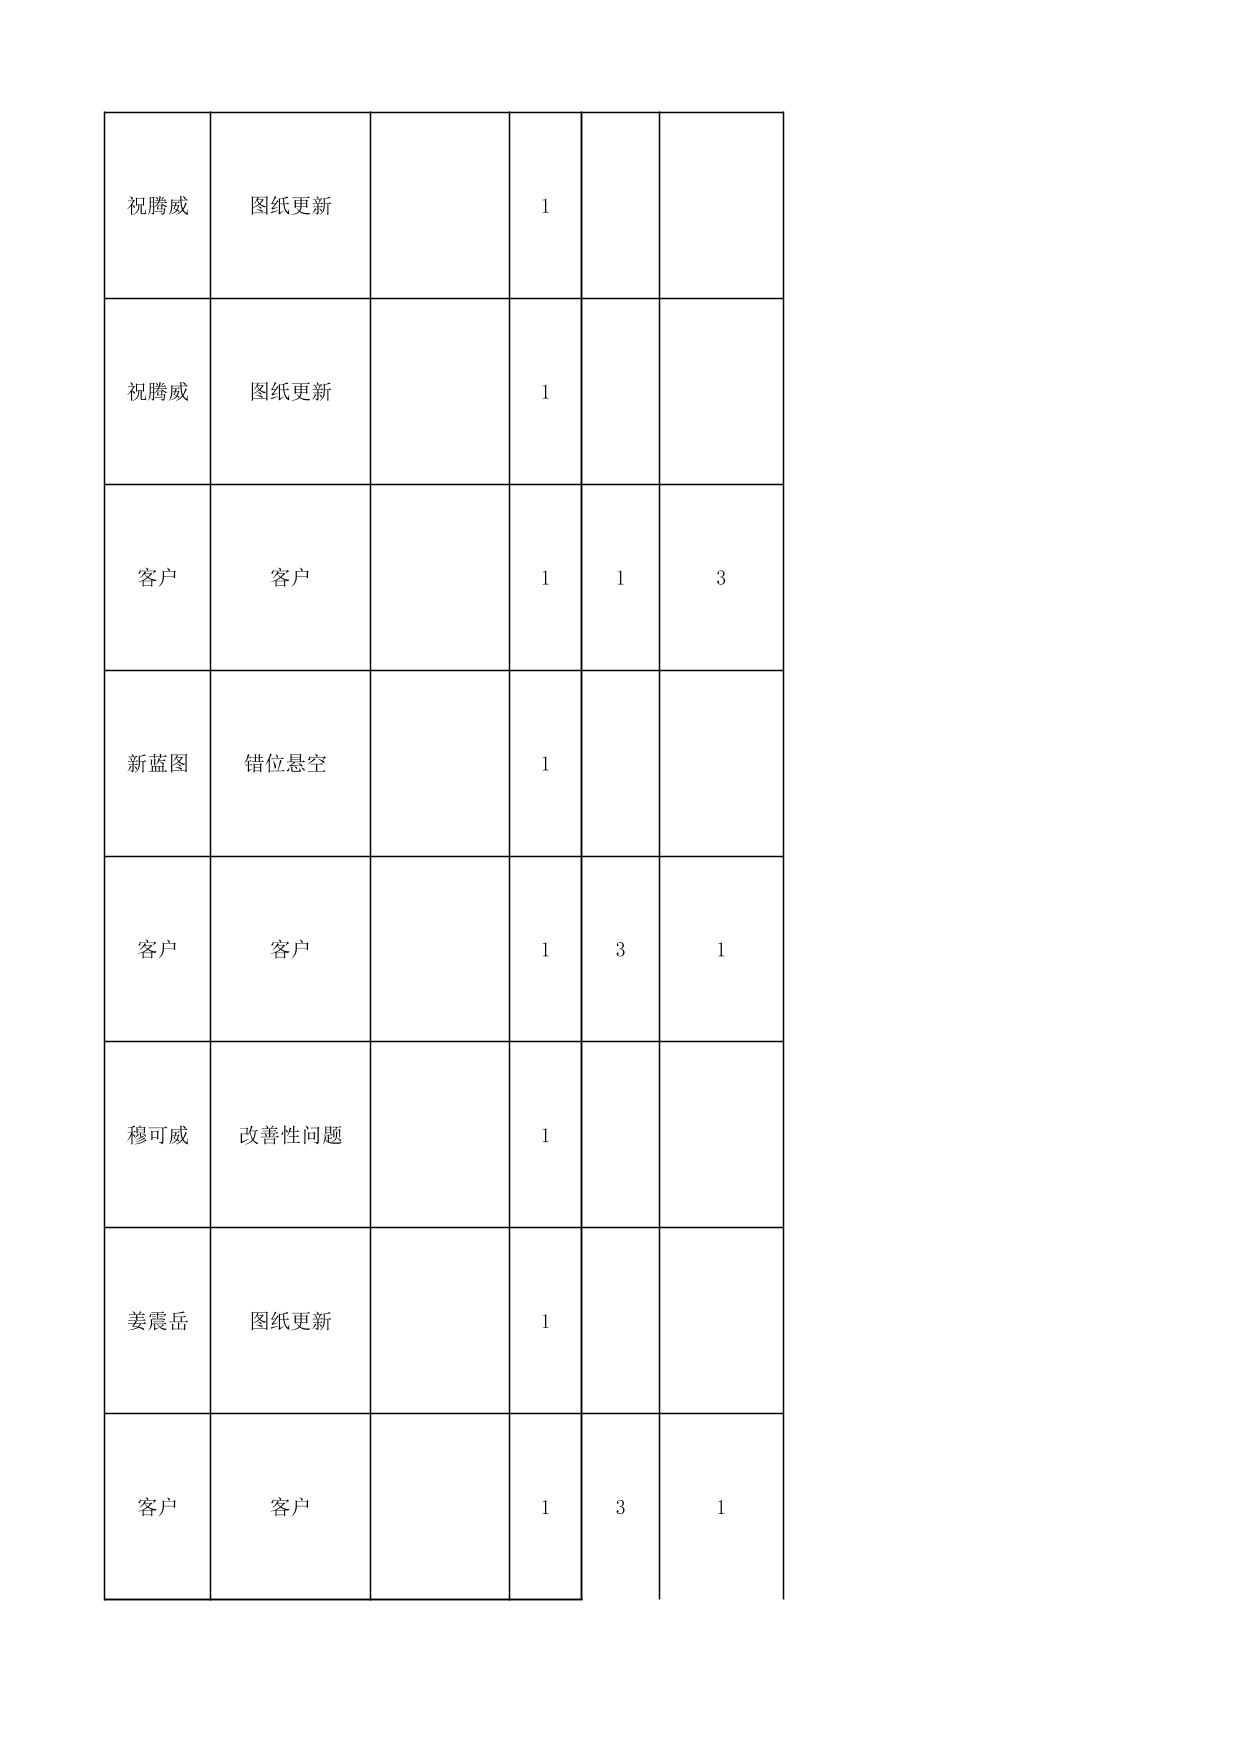 祝腾威 图纸更新 1
祝腾威 图纸更新 1
客户 客户 1 1 3
新蓝图 错位悬空 1
客户 客户 1 3 1
穆可威 改善性问题 1
姜震岳 图纸更新 1
客户 客户 1 3 1